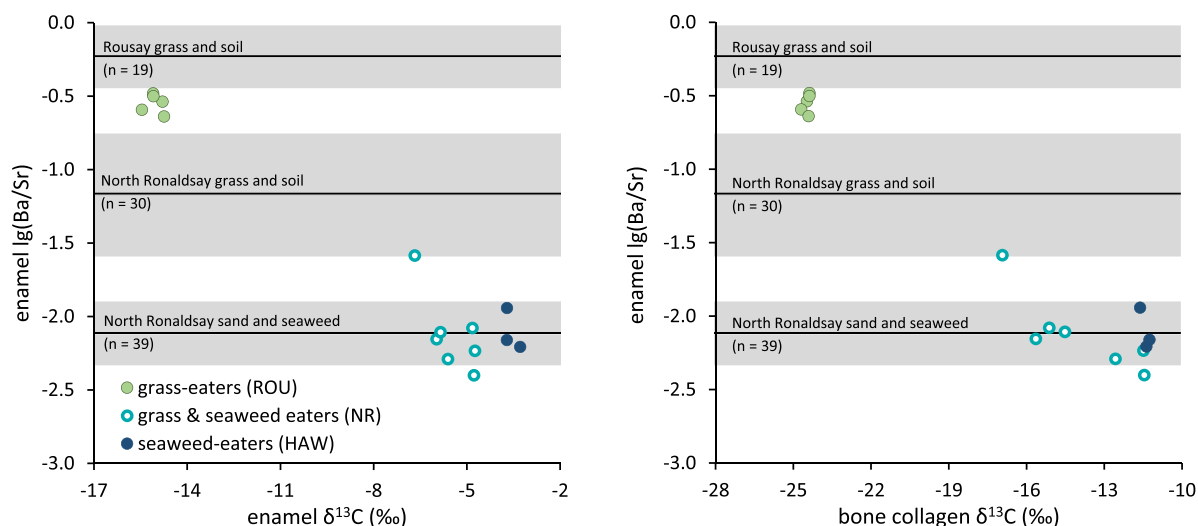 0.0
-0.5
-1.0
-1.5
-2.0
-2.5
-3.0
enamel lg(Ba/Sr)
Rousay grass and soil
(n = 19)
North Ronaldsay grass and soil
(n = 30)
North Ronaldsay sand and seaweed
(n = 39)
grass-eaters (ROU)
grass & seaweed eaters (NR)
seaweed-eaters (HAW)
-17 -14 -11 -8 -5 -2
enamel δ¹³C (‰)
0.0
-0.5
-1.0
-1.5
-2.0
-2.5
-3.0
enamel lg(Ba/Sr)
Rousay grass and soil
(n = 19)
North Ronaldsay grass and soil
(n = 30)
North Ronaldsay sand and seaweed
(n = 39)
-28 -25 -22 -19 -16 -13 -10
bone collagen δ¹³C (‰)